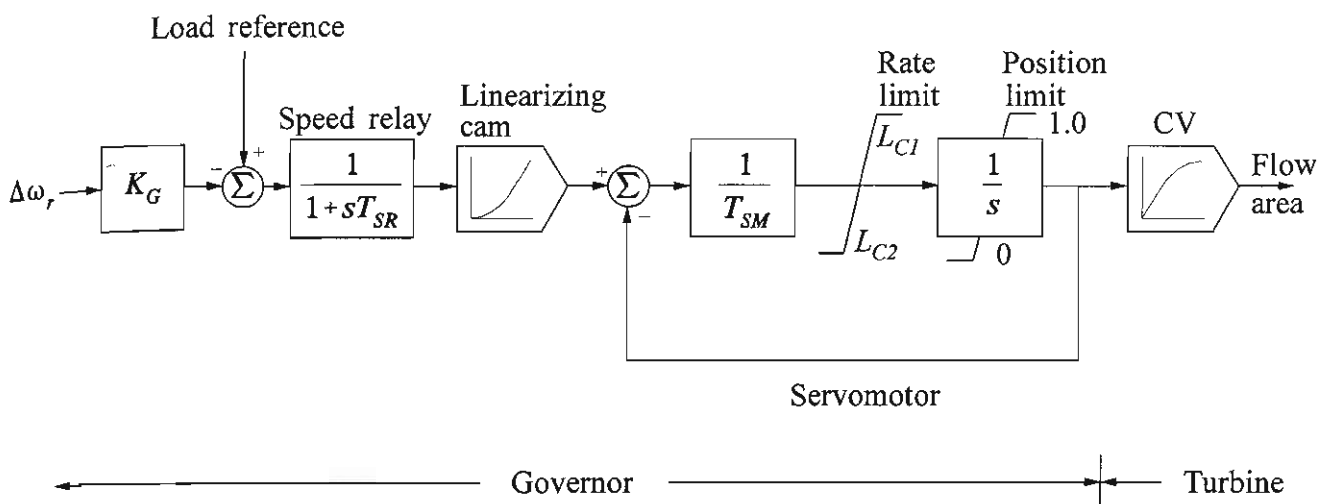 Load reference
Speed relay
Linearizing
cam
Rate
limit
Position
limit
1.0
CV
Flow
area
Δω_r
K_G
−
+
Σ
1
1+sT_SR
+
Σ
−
1
T_SM
L_C1
L_C2
1
s
0
Servomotor
Governor
Turbine